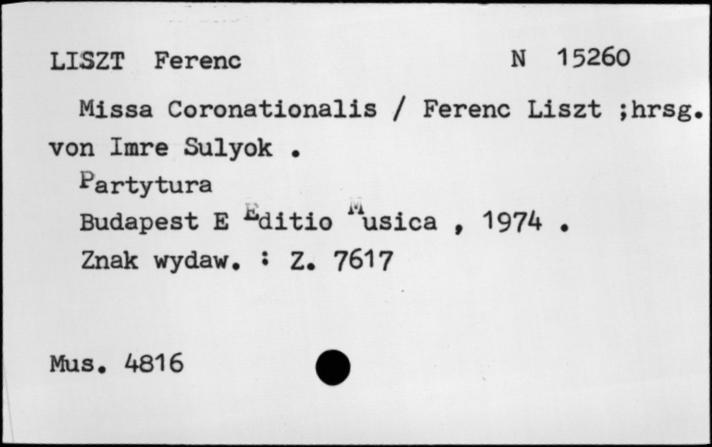 LISZT Ferenc N 15260
Missa Coronationalis / Ferenc Liszt ;hrsg.
von Imre Sulyok .
Partytura
Budapest E Editio Musica , 1974 .
Znak wydaw. : Z. 7617
Mus. 4816